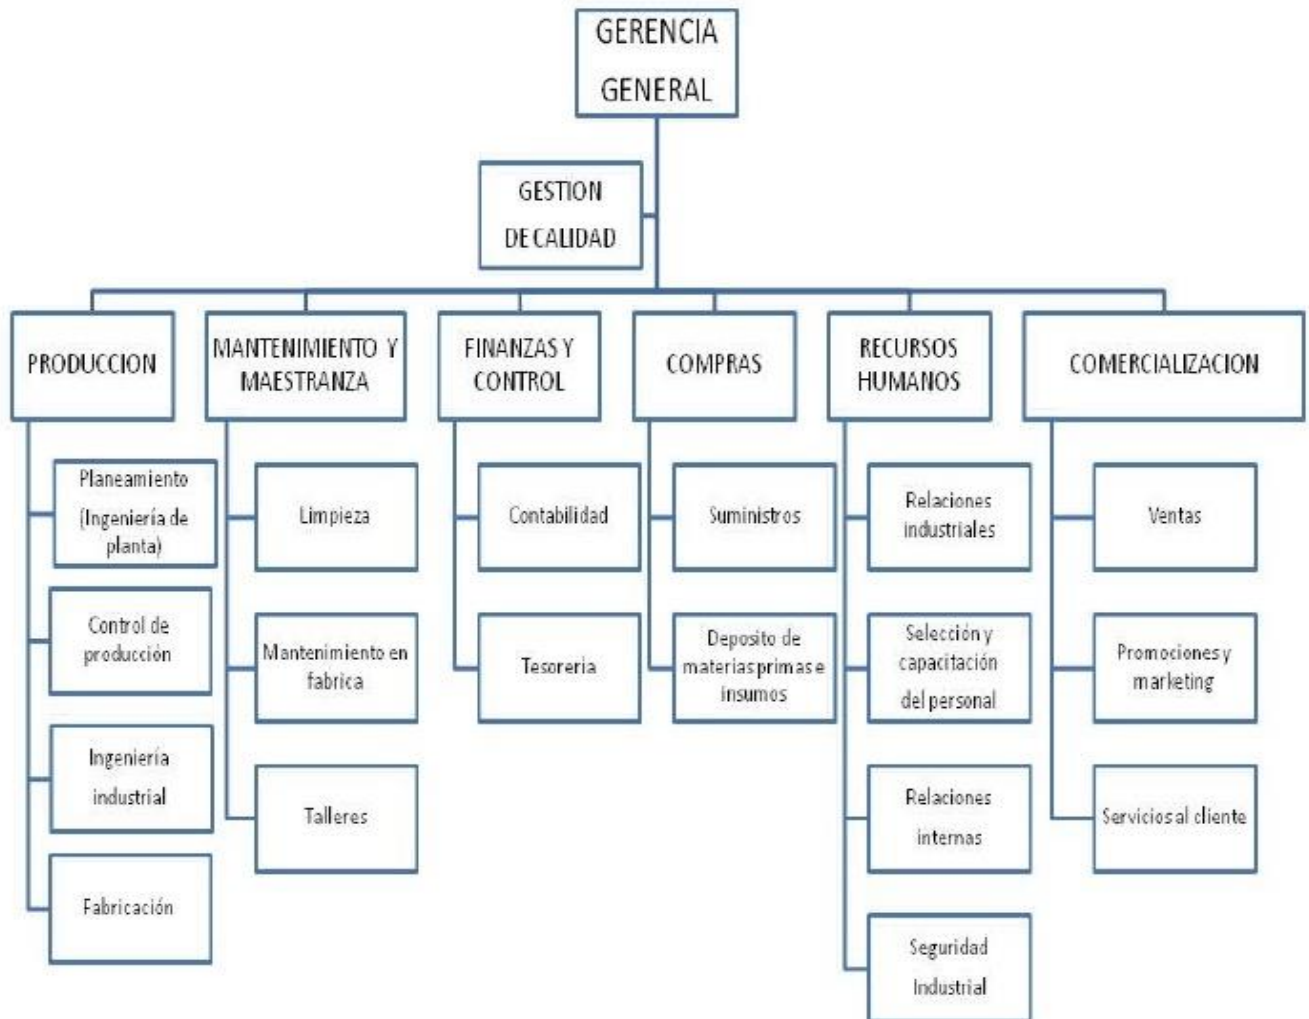 GERENCIA
GENERAL
GESTION
DE CALIDAD
PRODUCCION
MANTENIMIENTO Y
MAESTRANZA
FINANZAS Y
CONTROL
COMPRAS
RECURSOS
HUMANOS
COMERCIALIZACION
Planeamiento
(Ingeniería de
planta)
Control de
producción
Ingeniería
industrial
Fabricación
Limpieza
Mantenimiento en
fabrica
Talleres
Contabilidad
Tesoreria
Suministros
Deposito de
materias primas e
insumos
Relaciones
industriales
Selección y
capacitación
del personal
Relaciones
internas
Seguridad
Industrial
Ventas
Promociones y
marketing
Servicios al cliente